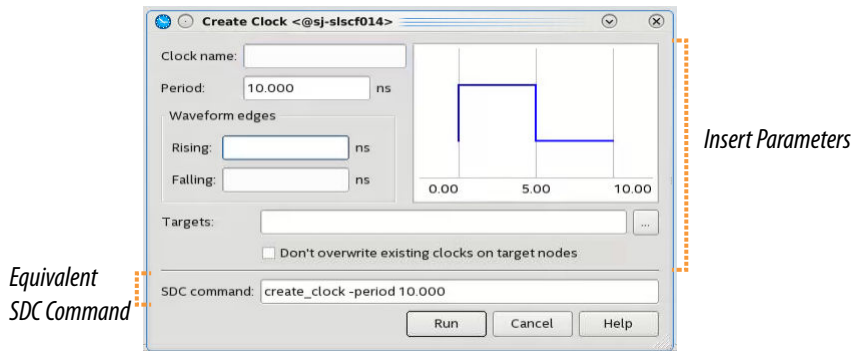 Create Clock <@sj-slscf014>
Clock name:
Period: 10.000 ns
Waveform edges
Rising: ns
Falling: ns
0.00 5.00 10.00
Insert Parameters
Targets: ...
Don't overwrite existing clocks on target nodes
Equivalent
SDC Command
SDC command: create_clock -period 10.000
Run Cancel Help